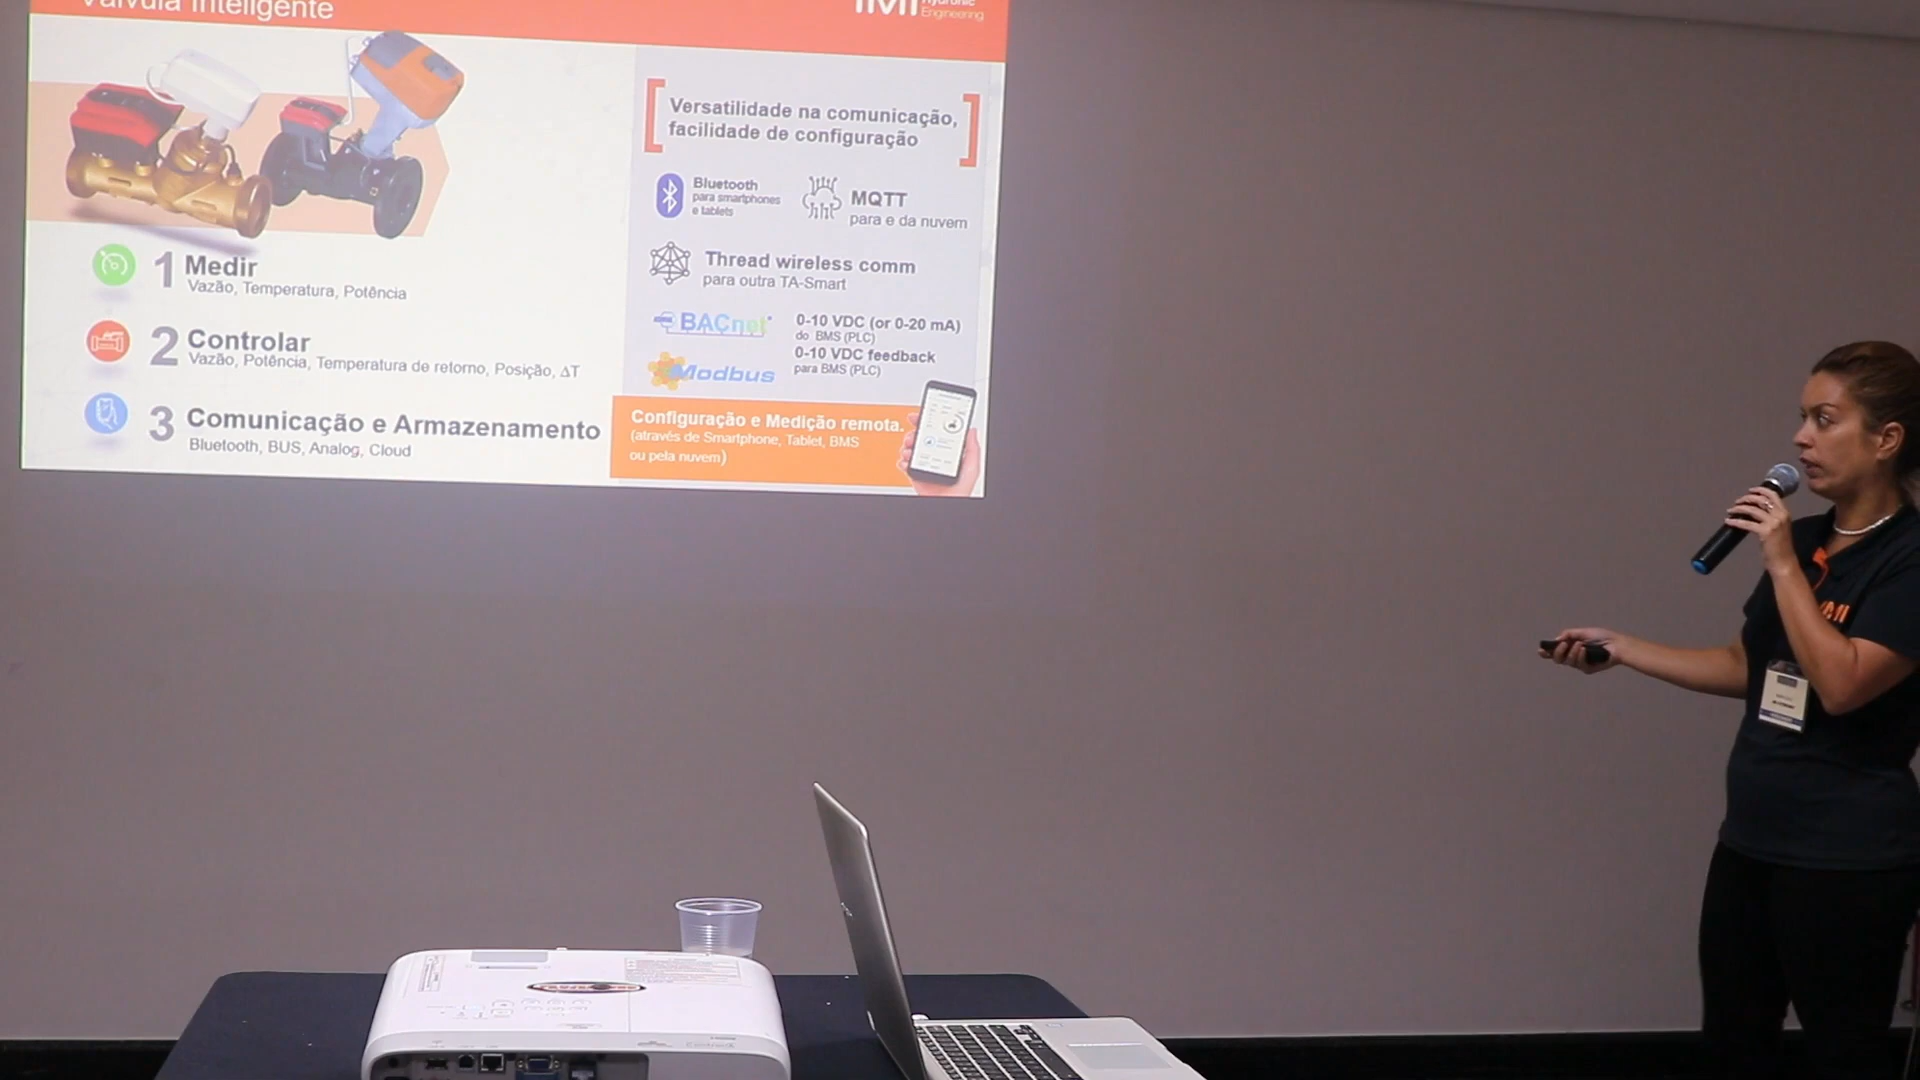 Válvula Inteligente
IMI Hydronic
Engineering
1 Medir
Vazão, Temperatura, Potência
2 Controlar
Vazão, Potência, Temperatura de retorno, Posição, ΔT
3 Comunicação e Armazenamento
Bluetooth, BUS, Analog, Cloud
Versatilidade na comunicação,
facilidade de configuração
Bluetooth
para smartphones
e tablets
MQTT
para e da nuvem
Thread wireless comm
para outra TA-Smart
BACnet
Modbus
0-10 VDC (or 0-20 mA)
do BMS (PLC)
0-10 VDC feedback
para BMS (PLC)
Configuração e Medição remota.
(através de Smartphone, Tablet, BMS
ou pela nuvem)